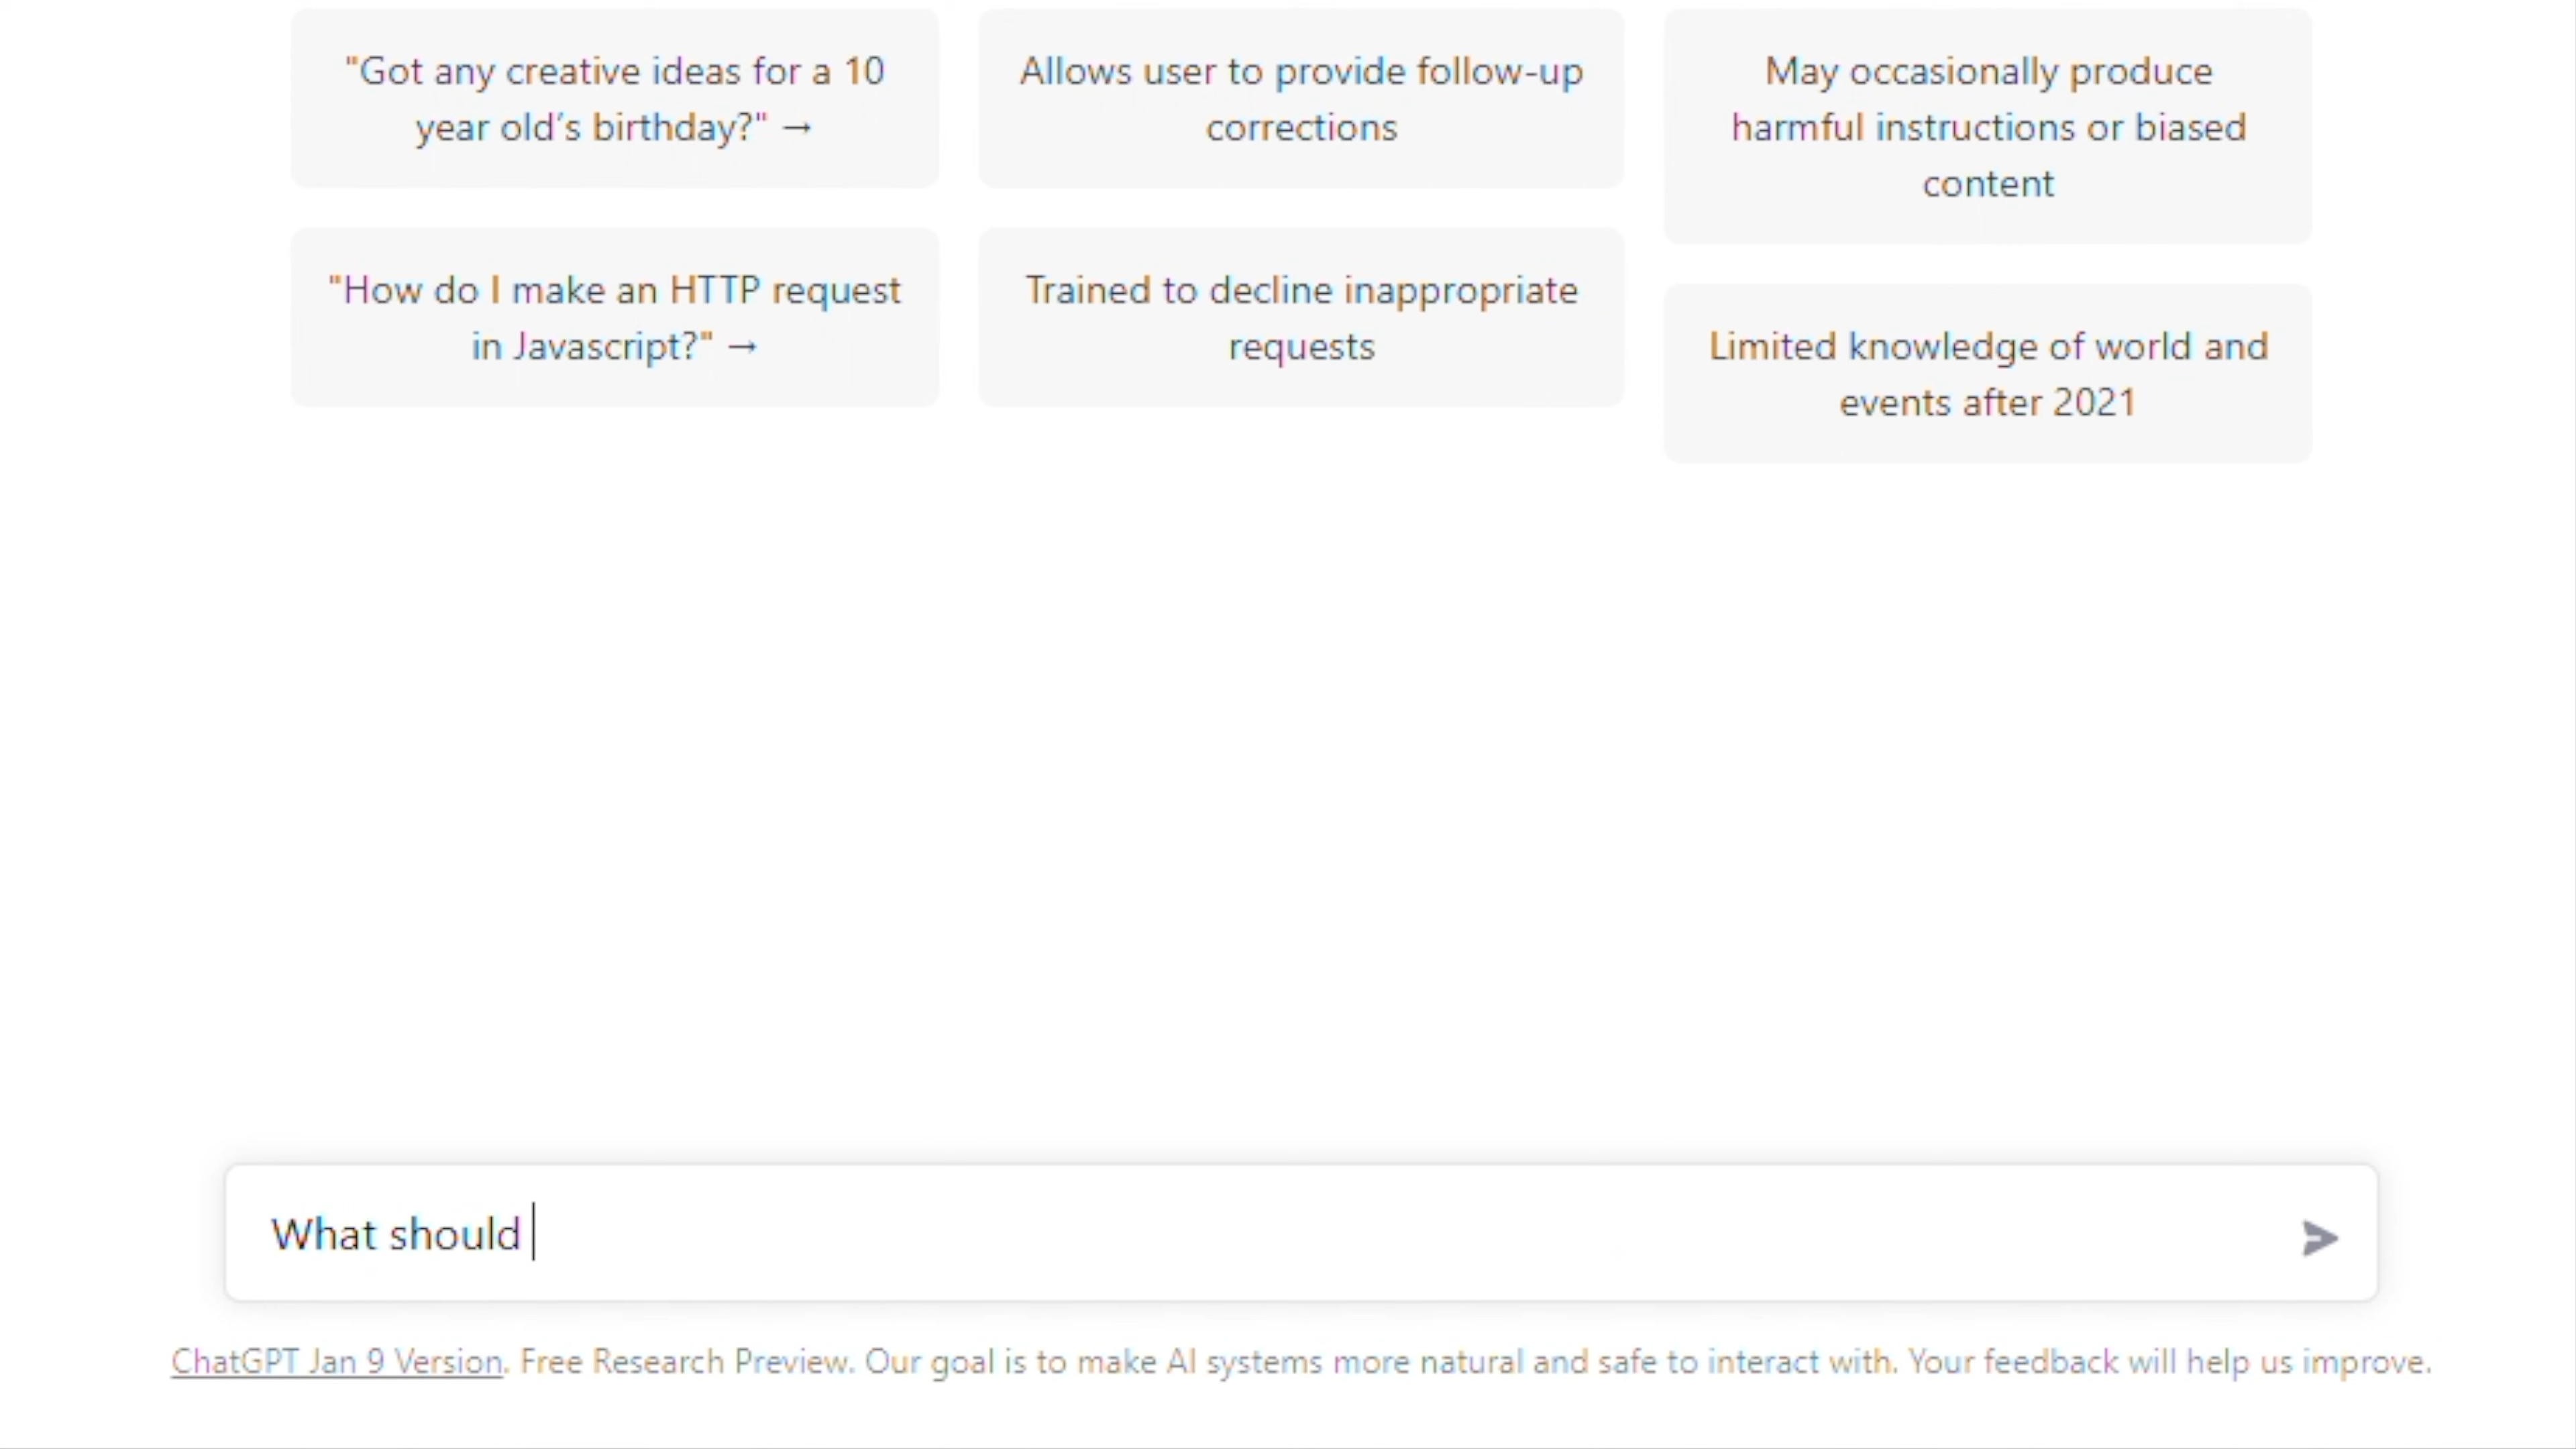 "Got any creative ideas for a 10
year old's birthday?" →
"How do I make an HTTP request
in Javascript?" →
Allows user to provide follow-up
corrections
Trained to decline inappropriate
requests
May occasionally produce
harmful instructions or biased
content
Limited knowledge of world and
events after 2021
What should
ChatGPT Jan 9 Version. Free Research Preview. Our goal is to make AI systems more natural and safe to interact with. Your feedback will help us improve.